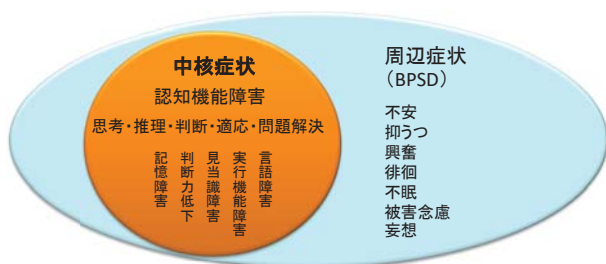 中核症状
認知機能障害
思考・推理・判断・適応・問題解決
記憶障害
判断力低下
見当識障害
実行機能障害
言語障害
周辺症状
（BPSD）
不安
抑うつ
興奮
徘徊
不眠
被害念慮
妄想